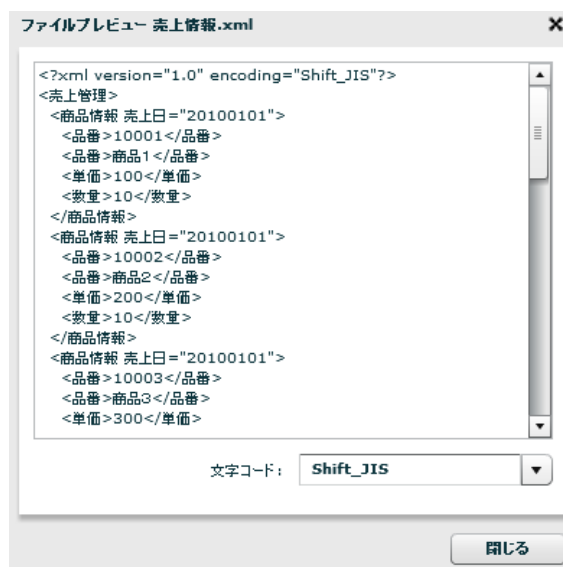 ファイルプレビュー 売上情報.xml
<?xml version="1.0" encoding="Shift_JIS"?>
<売上管理>
<商品情報 売上日="20100101">
<品番>10001</品番>
<品番>商品1</品番>
<単価>100</単価>
<数量>10</数量>
</商品情報>
<商品情報 売上日="20100101">
<品番>10002</品番>
<品番>商品2</品番>
<単価>200</単価>
<数量>10</数量>
</商品情報>
<商品情報 売上日="20100101">
<品番>10003</品番>
<品番>商品3</品番>
<単価>300</単価>
文字コード： Shift_JIS
閉じる